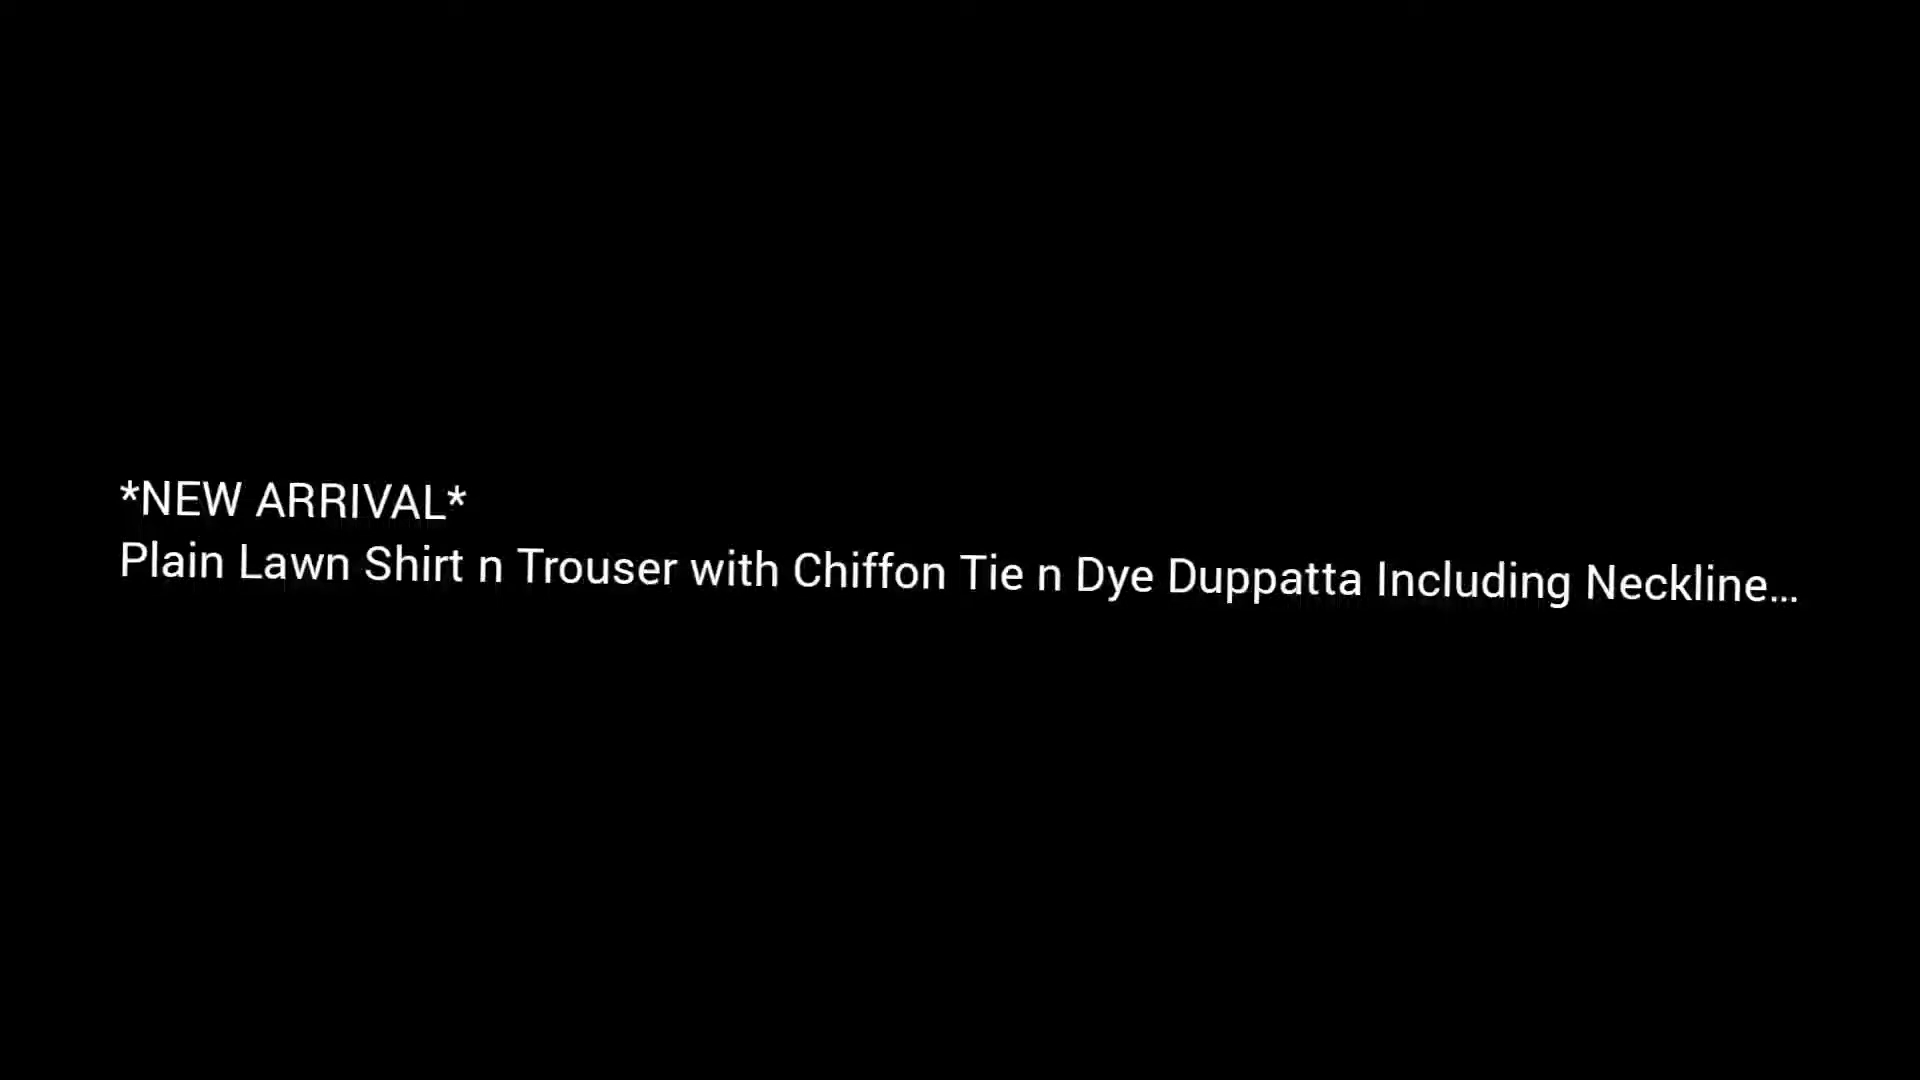 *NEW ARRIVAL*
Plain Lawn Shirt n Trouser with Chiffon Tie n Dye Duppatta Including Neckline...